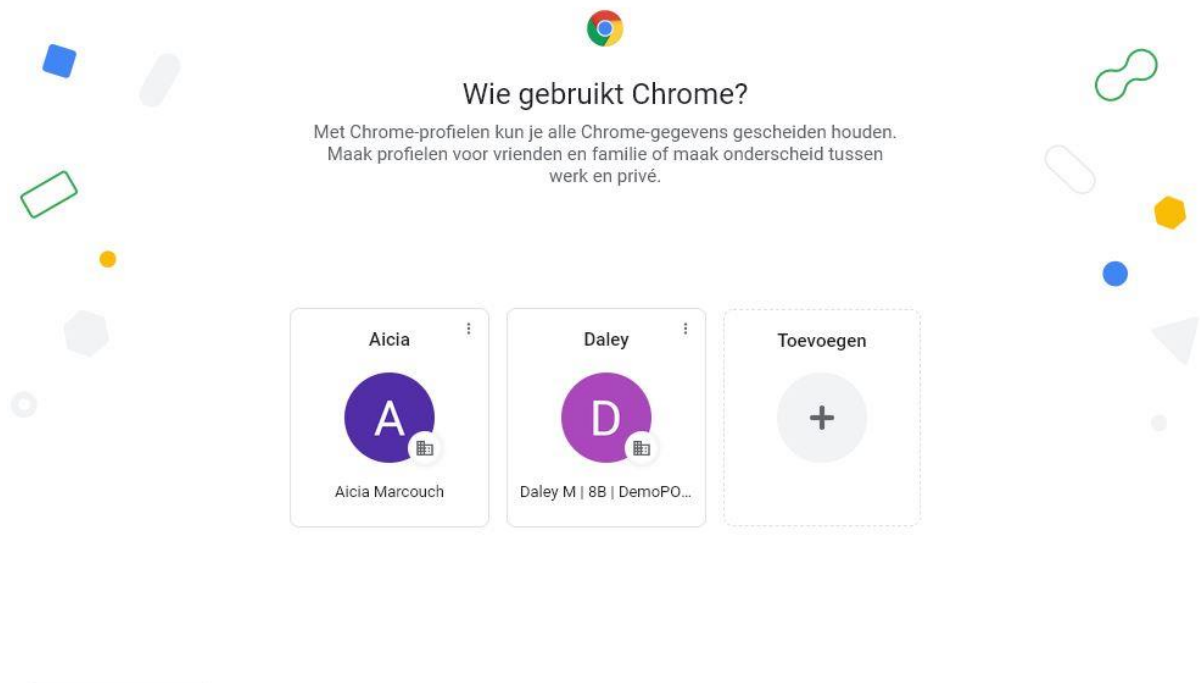 Wie gebruikt Chrome?
Met Chrome-profielen kun je alle Chrome-gegevens gescheiden houden.
Maak profielen voor vrienden en familie of maak onderscheid tussen
werk en privé.
Aicia
A
Aicia Marcouch
Daley
D
Daley M | 8B | DemoPO...
Toevoegen